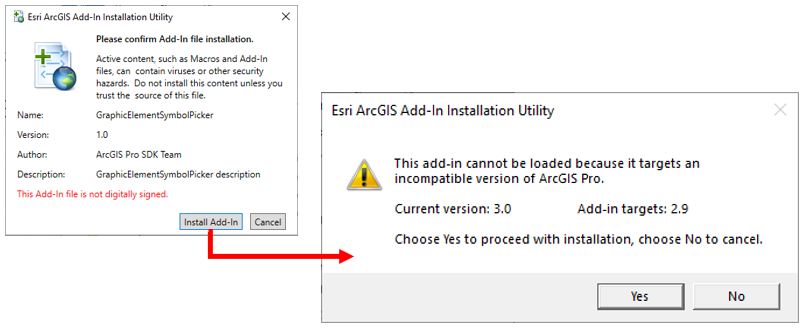 Esri ArcGIS Add-In Installation Utility
Please confirm Add-In file installation.
Active content, such as Macros and Add-In
files, can contain viruses or other security
hazards. Do not install this content unless you
trust the source of this file.
Name: GraphicElementSymbolPicker
Version: 1.0
Author: ArcGIS Pro SDK Team
Description: GraphicElementSymbolPicker description
This Add-In file is not digitally signed.
Install Add-In Cancel
Esri ArcGIS Add-In Installation Utility
This add-in cannot be loaded because it targets an
incompatible version of ArcGIS Pro.
Current version: 3.0 Add-in targets: 2.9
Choose Yes to proceed with installation, choose No to cancel.
Yes No